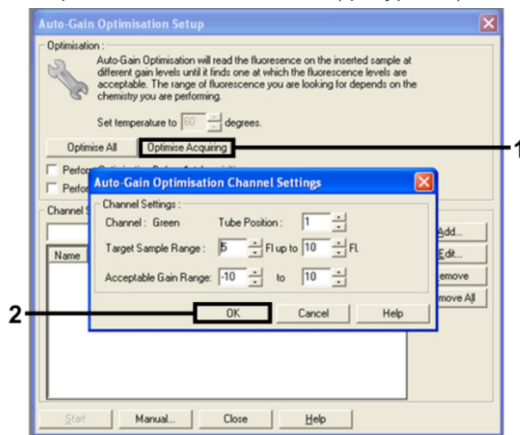 Auto-Gain Optimisation Setup
Optimisation :
Auto-Gain Optimisation will read the fluoresence on the inserted sample at
different gain levels until it finds one at which the fluorescence levels are
acceptable. The range of fluorescence you are looking for depends on the
chemistry you are performing.
Set temperature to 60 degrees.
Optimise All Optimise Acquiring
1
Perfor
Perfor
Auto-Gain Optimisation Channel Settings
Channel S
Channel Settings :
Channel : Green Tube Position : 1
Target Sample Range : 5 Fl up to 10 Fl.
Acceptable Gain Range: -10 to 10
OK Cancel Help
2
Name
Add...
Edit...
emove
move All
Start Manual... Close Help